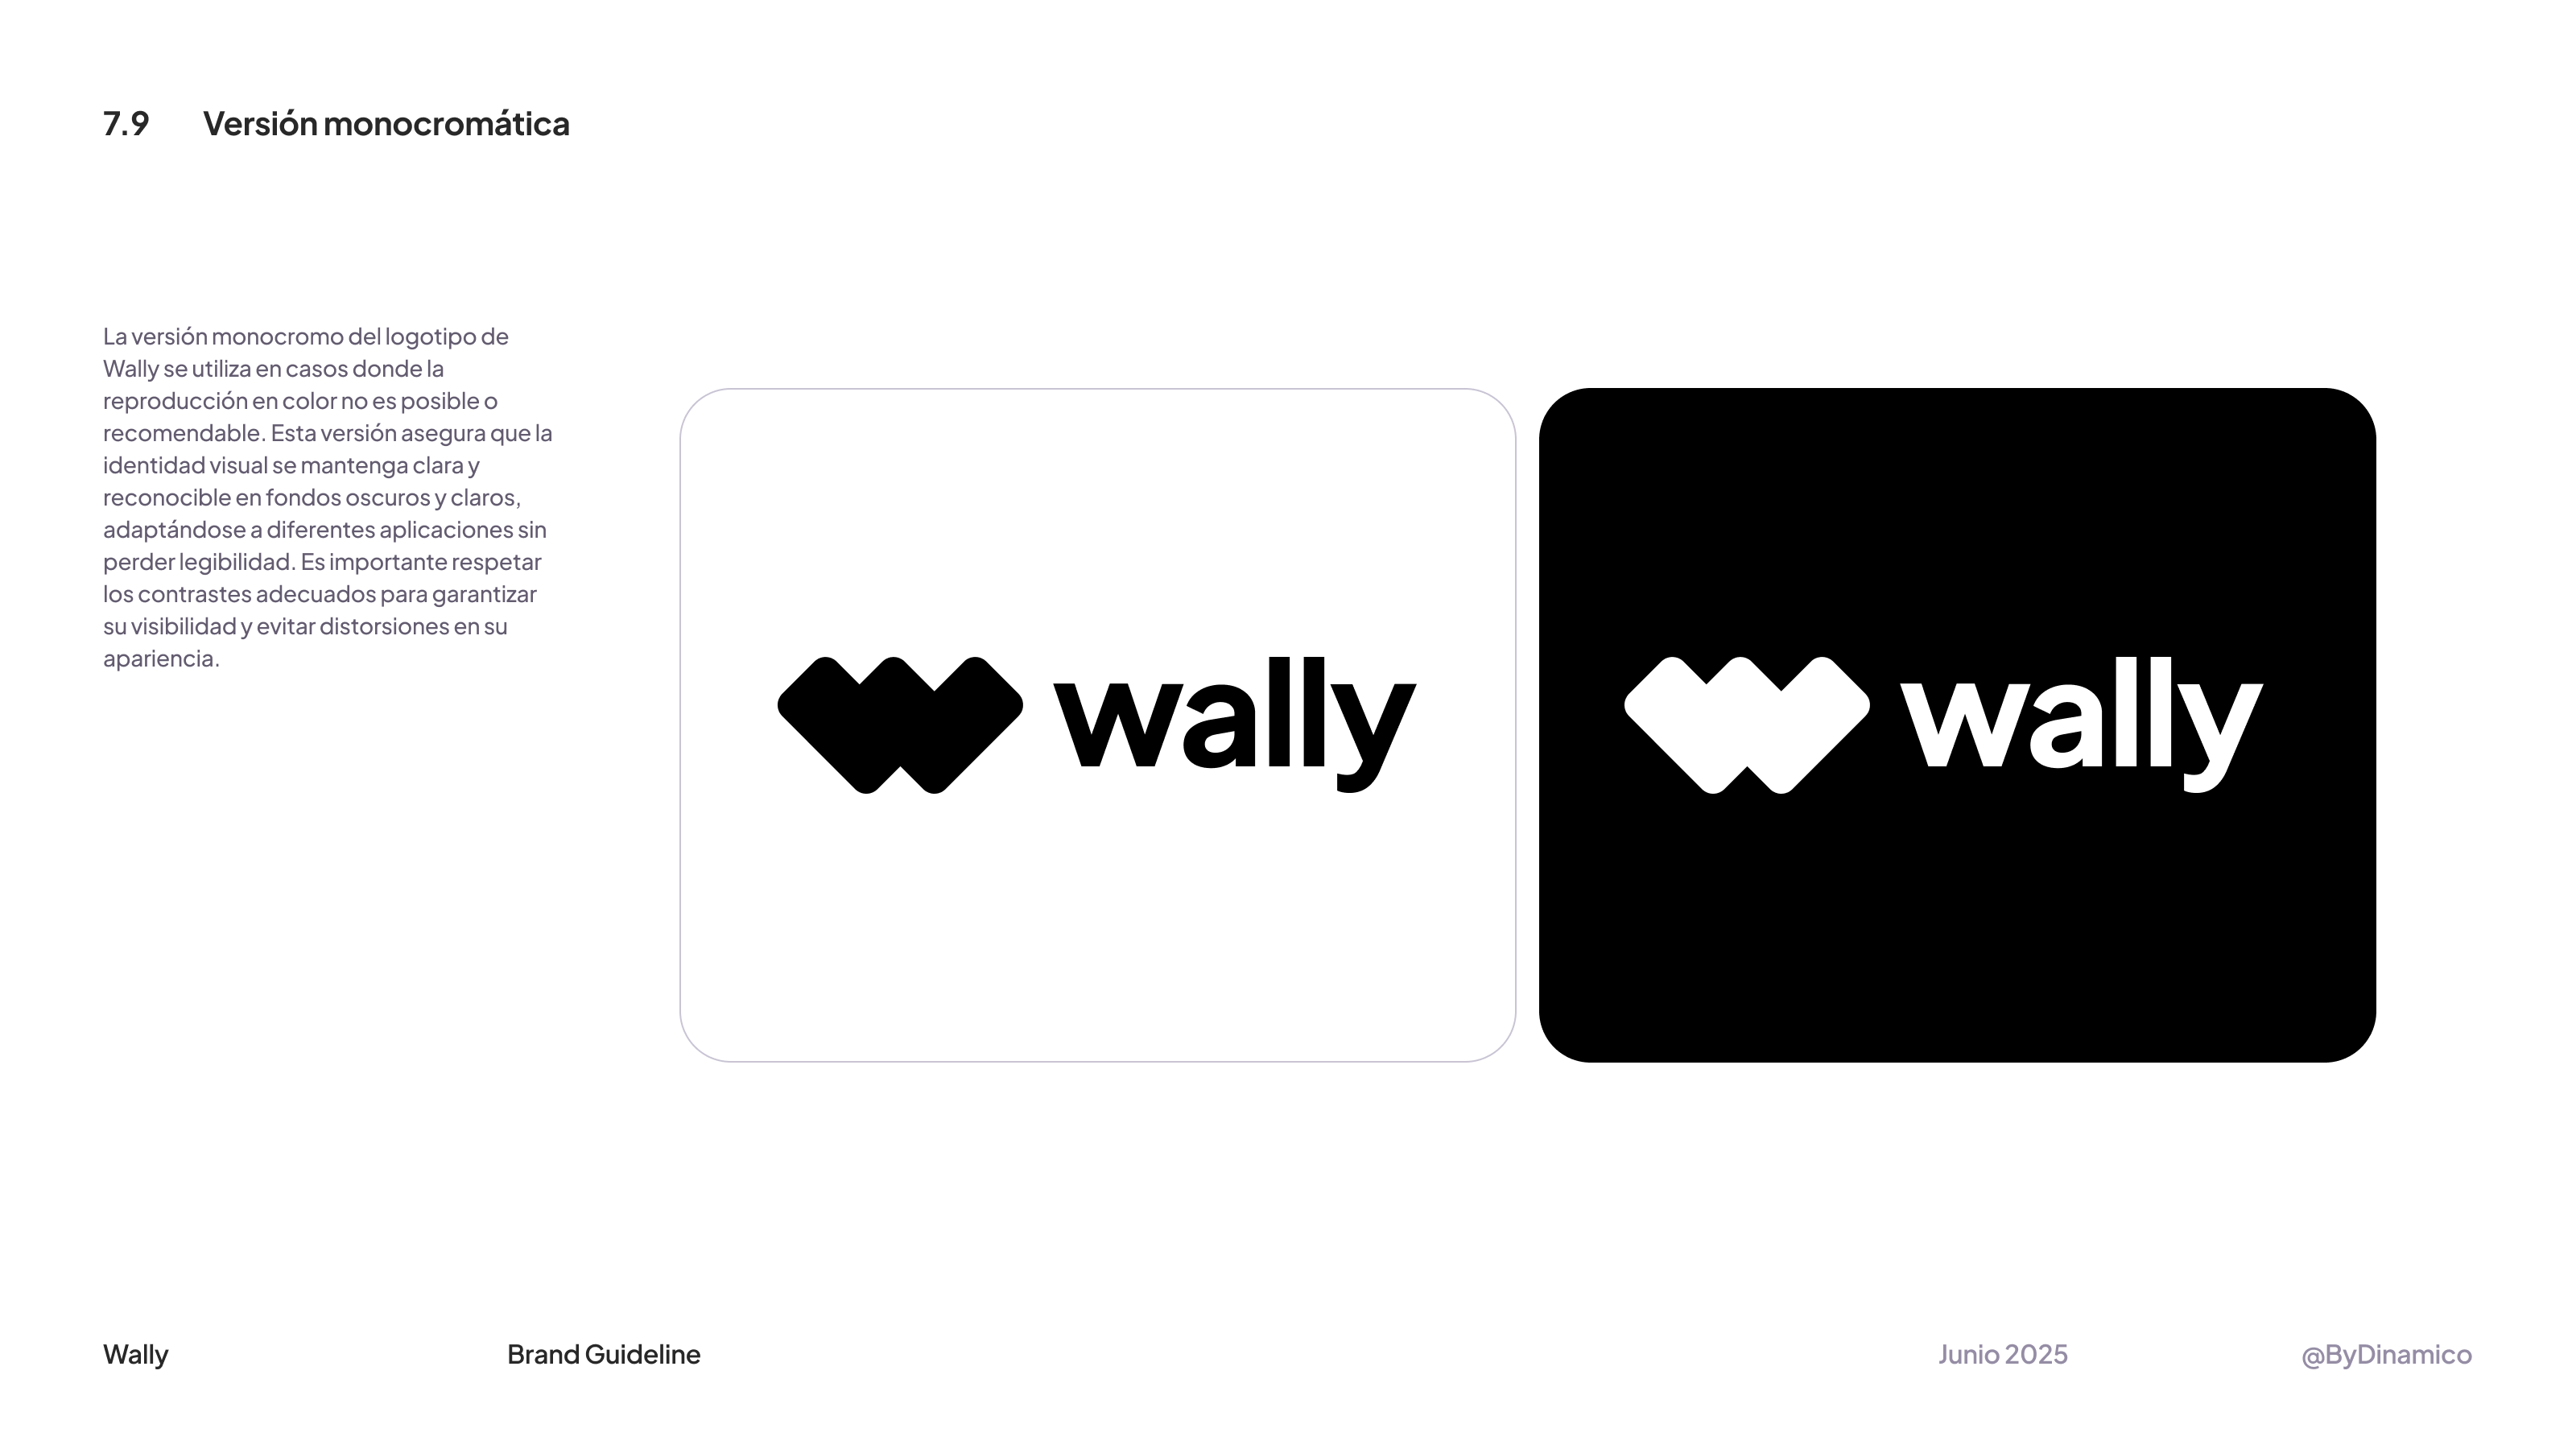 7.9 Versión monocromática
La versión monocromo del logotipo de
Wally se utiliza en casos donde la
reproducción en color no es posible o
recomendable. Esta versión asegura que la
identidad visual se mantenga clara y
reconocible en fondos oscuros y claros,
adaptándose a diferentes aplicaciones sin
perder legibilidad. Es importante respetar
los contrastes adecuados para garantizar
su visibilidad y evitar distorsiones en su
apariencia.
wally
wally
Wally
Brand Guideline
Junio 2025
@ByDinamico